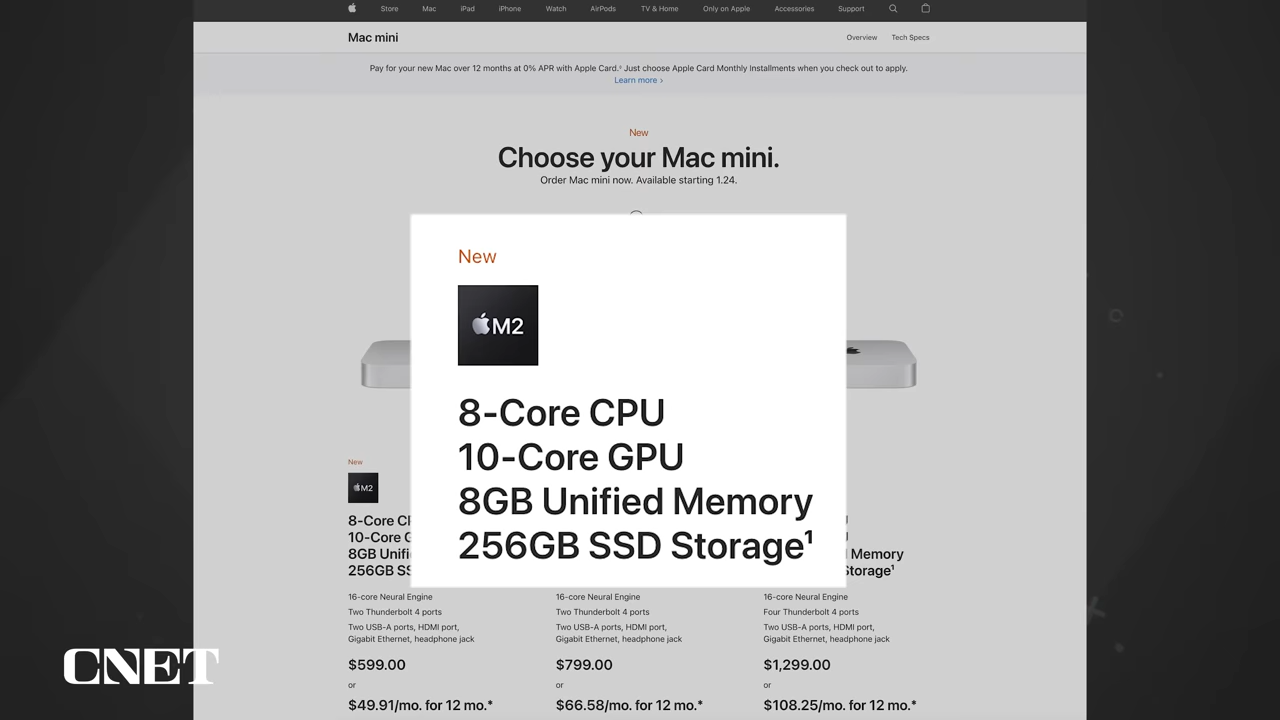 Store Mac iPad iPhone Watch AirPods TV & Home Only on Apple Accessories Support
Mac mini
Overview Tech Specs
Pay for your new Mac over 12 months at 0% APR with Apple Card.◊ Just choose Apple Card Monthly Installments when you check out to apply.
Learn more ›
New
Choose your Mac mini.
Order Mac mini now. Available starting 1.24.
New
M2
8-Core CPU
10-Core GPU
8GB Unified Memory
256GB SSD Storage¹
New
M2
8-Core
10-Core
8GB
256GB
Memory
16-core Neural Engine
Two Thunderbolt 4 ports
Two USB-A ports, HDMI port,
Gigabit Ethernet, headphone jack
$599.00
or
$49.91/mo. for 12 mo.*
16-core Neural Engine
Two Thunderbolt 4 ports
Two USB-A ports, HDMI port,
Gigabit Ethernet, headphone jack
$799.00
or
$66.58/mo. for 12 mo.*
16-core Neural Engine
Four Thunderbolt 4 ports
Two USB-A ports, HDMI port,
Gigabit Ethernet, headphone jack
$1,299.00
or
$108.25/mo. for 12 mo.*
CNET